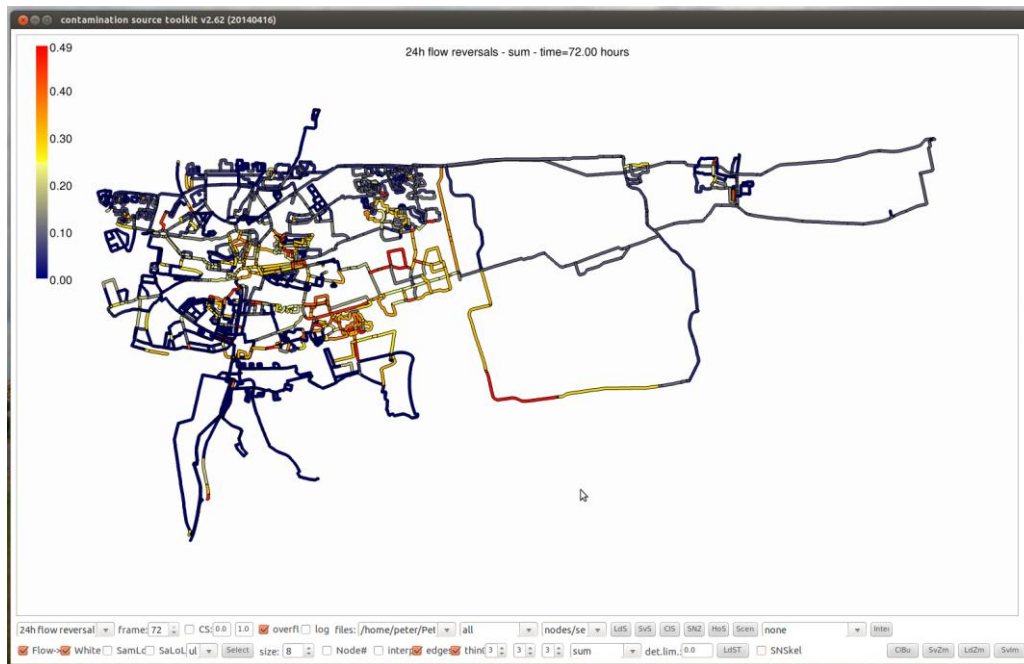 contamination source toolkit v2.62 (20140416)
24h flow reversals - sum - time=72.00 hours
0.49
0.40
0.30
0.20
0.10
0.00
24h flow reversal frame: 72 CS: 0.0 1.0 overfl log files: /home/peter/Pet all nodes/se LdS SvS ClS SN2 HoS Scen none Inter
Flow-> White SamLo SaLoL ul Select size: 8 Node# interp edges thind 3 3 3 sum det.lim.: 0.0 LdST SNSkel ClBu SvZm LdZm SvIm